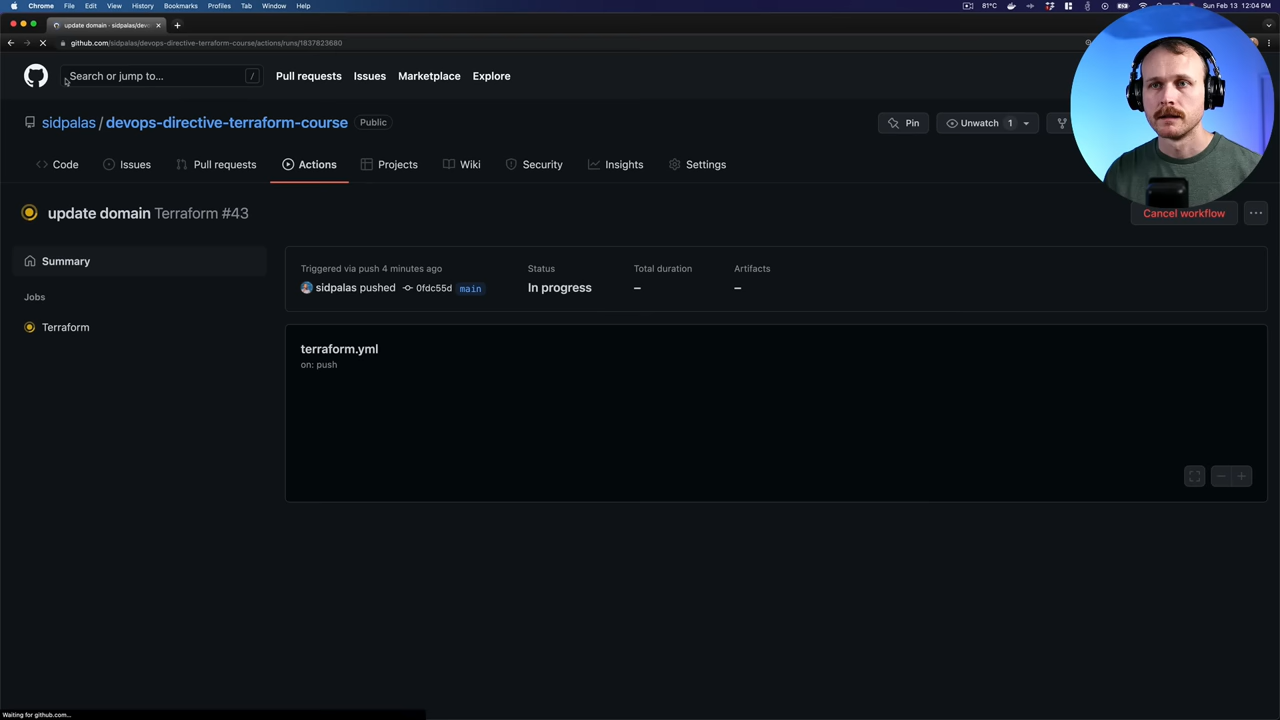 Chrome File Edit View History Bookmarks Profiles Tab Window Help 81°C Sun Feb 13 12:04 PM
update domain · sidpalas/devo
github.com/sidpalas/devops-directive-terraform-course/actions/runs/1837823680
Search or jump to... /
Pull requests Issues Marketplace Explore
sidpalas / devops-directive-terraform-course Public
Pin Unwatch 1
Code Issues Pull requests Actions Projects Wiki Security Insights Settings
update domain Terraform #43
Cancel workflow
Summary
Jobs
Terraform
Triggered via push 4 minutes ago
sidpalas pushed 0fdc55d main
Status
In progress
Total duration
–
Artifacts
–
terraform.yml
on: push
Waiting for github.com...